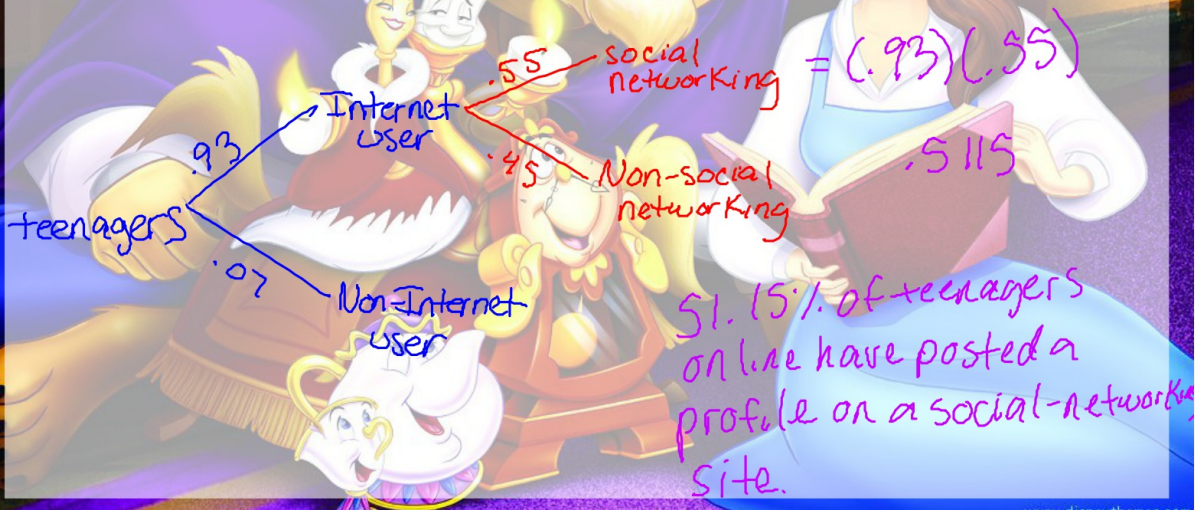 .55
social
networking
= (.93)(.55)
.93
Internet
user
.45
Non-social
networking
.5115
teenagers
.07
Non-Internet
user
51.15% of teenagers
online have posted a
profile on a social-networking
site.